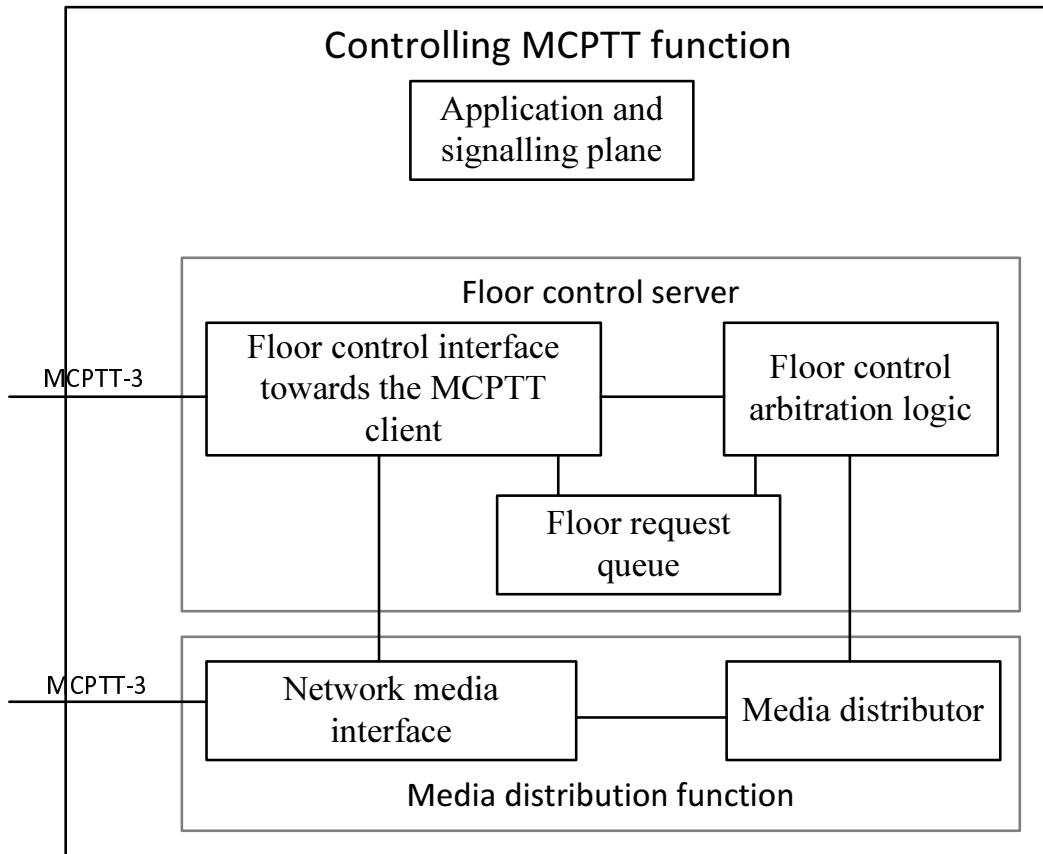 Controlling MCPTT function
Application and
signalling plane
Floor control server
Floor control interface
towards the MCPTT
client
Floor control
arbitration logic
MCPTT-3
Floor request
queue
MCPTT-3
Network media
interface
Media distributor
Media distribution function